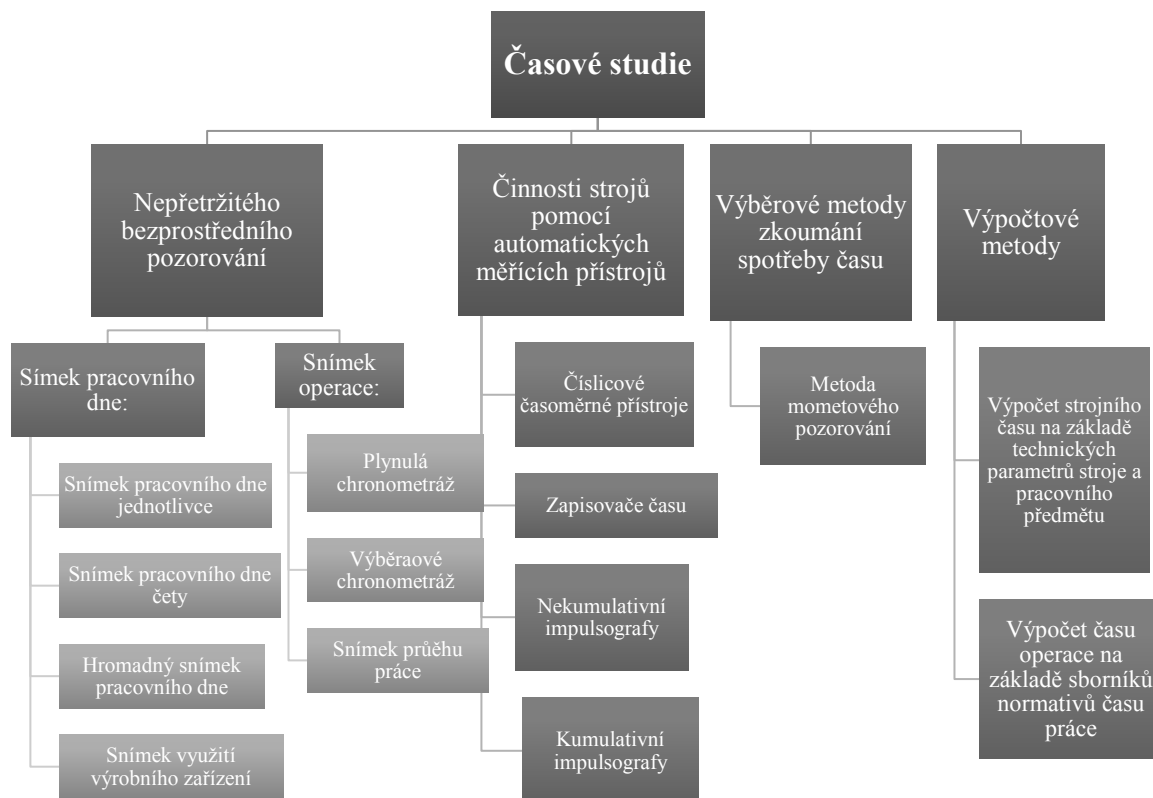 Časové studie
Nepřetržitého
bezprostředního
pozorování
Činnosti strojů
pomocí
automatických
měřících přístrojů
Výběrové metody
zkoumání
spotřeby času
Výpočtové
metody
Símek pracovního
dne:
Snímek
operace:
Snímek pracovního dne
jednotlivce
Snímek pracovního dne
čety
Hromadný snímek
pracovního dne
Snímek využití
výrobního zařízení
Plynulá
chronometráž
Výběraové
chronometráž
Snímek průěhu
práce
Číslicové
časoměrné přístroje
Zapisovače času
Nekumulativní
impulsografy
Kumulativní
impulsografy
Metoda
mometového
pozorování
Výpočet strojního
času na základě
technických
parametrů stroje a
pracovního
předmětu
Výpočet času
operace na
základě sborníků
normativů času
práce